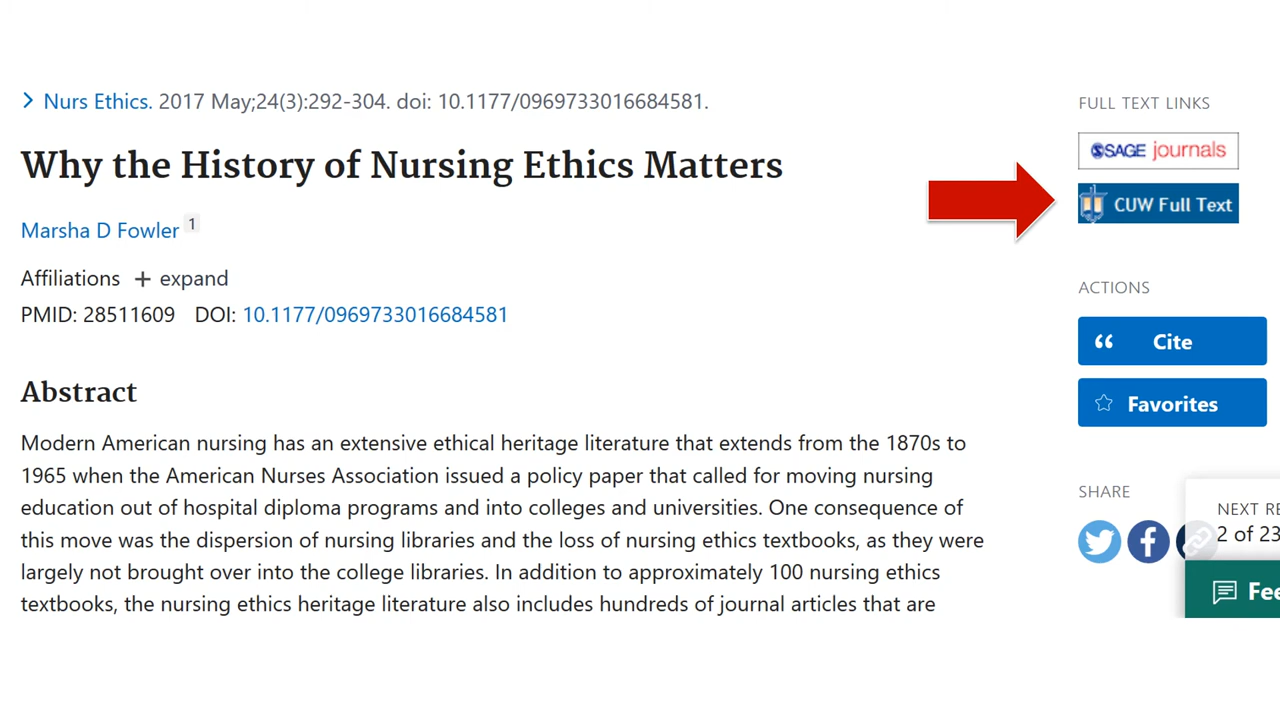 Nurs Ethics. 2017 May;24(3):292-304. doi: 10.1177/0969733016684581.
Why the History of Nursing Ethics Matters
Marsha D Fowler 1
Affiliations + expand
PMID: 28511609 DOI: 10.1177/0969733016684581
Abstract
Modern American nursing has an extensive ethical heritage literature that extends from the 1870s to
1965 when the American Nurses Association issued a policy paper that called for moving nursing
education out of hospital diploma programs and into colleges and universities. One consequence of
this move was the dispersion of nursing libraries and the loss of nursing ethics textbooks, as they were
largely not brought over into the college libraries. In addition to approximately 100 nursing ethics
textbooks, the nursing ethics heritage literature also includes hundreds of journal articles that are
FULL TEXT LINKS
SAGE journals
CUW Full Text
ACTIONS
Cite
Favorites
SHARE
NEXT RE
2 of 23
Fee